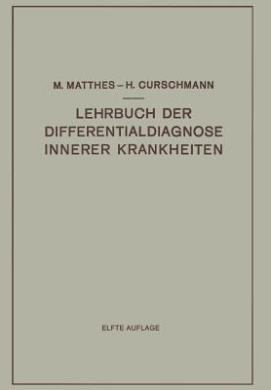 M. MATTHES – H. CURSCHMANN
LEHRBUCH DER
DIFFERENTIALDIAGNOSE
INNERER KRANKHEITEN
ELFTE AUFLAGE